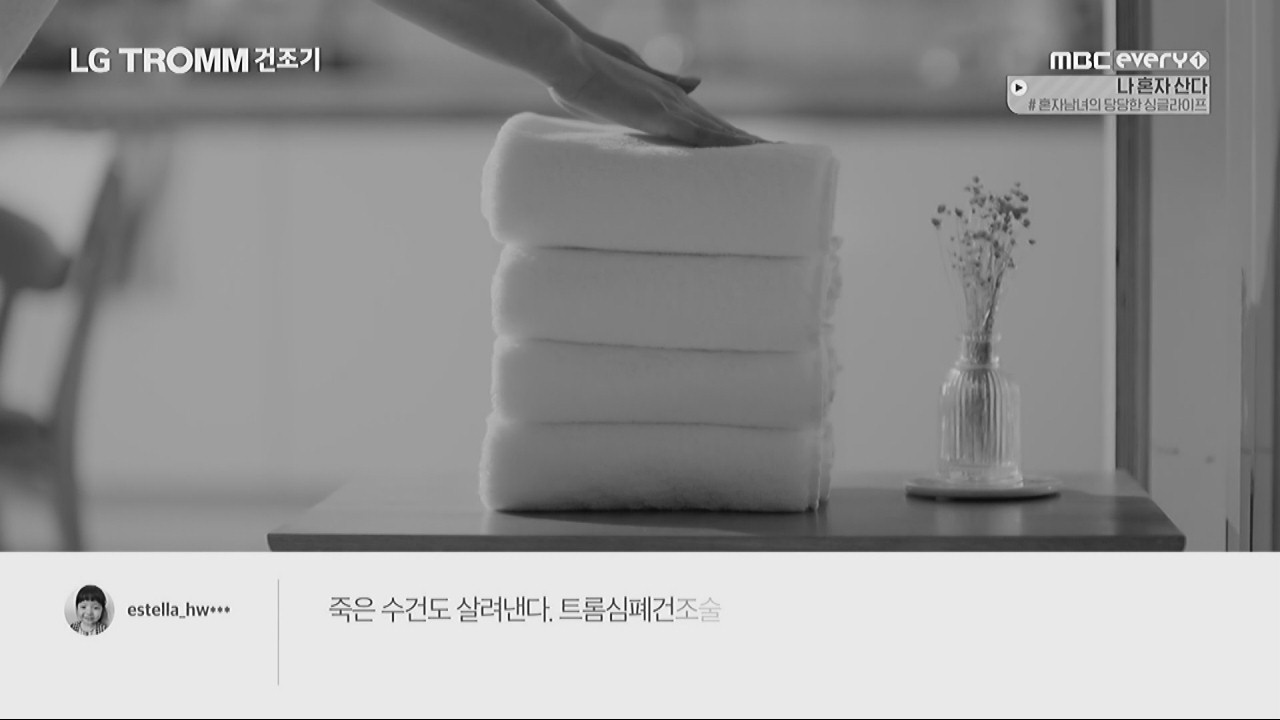 LG TROMM 건조기
MBC every1
나 혼자 산다
# 혼자남녀의 당당한 싱글라이프
estella_hw***
죽은 수건도 살려낸다. 트롬심폐건조술